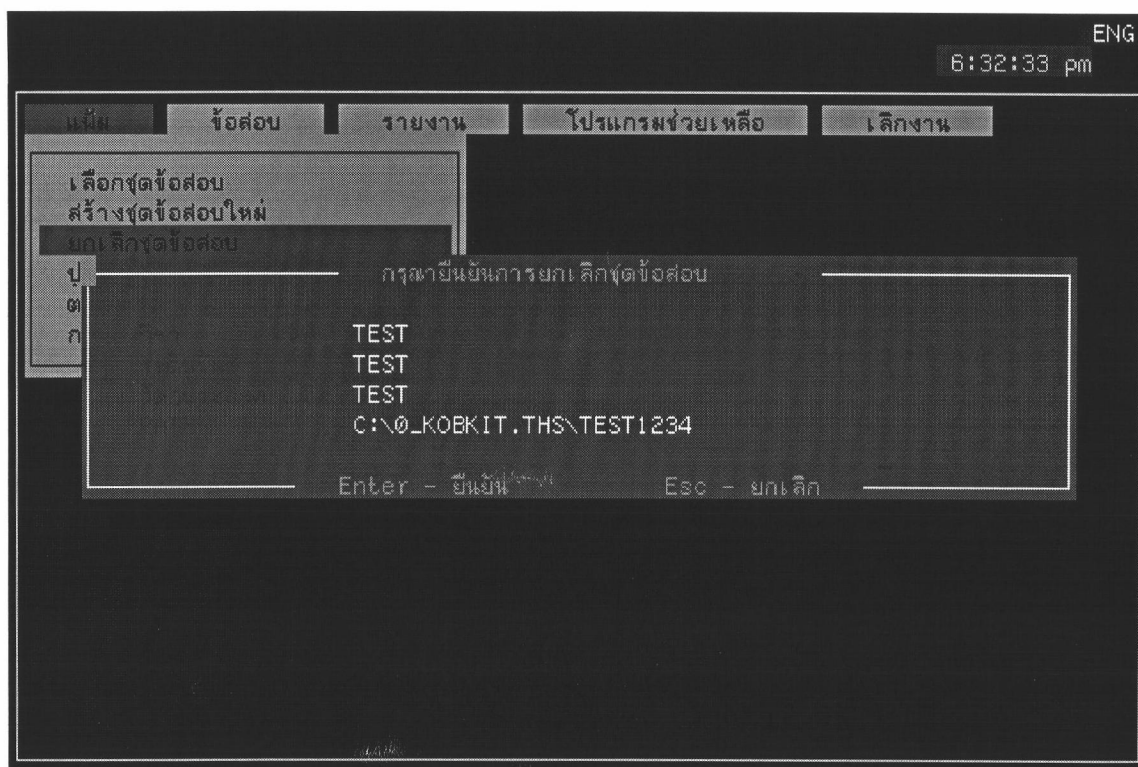 ENG
6:32:33 pm
แฟ้ม ข้อสอบ รายงาน โปรแกรมช่วยเหลือ เลิกงาน
เลือกชุดข้อสอบ
สร้างชุดข้อสอบใหม่
ยกเลิกชุดข้อสอบ
กรุณายืนยันการยกเลิกชุดข้อสอบ
TEST
TEST
TEST
C:\0_KOBKIT.THS\TEST1234
Enter - ยืนยัน Esc - ยกเลิก